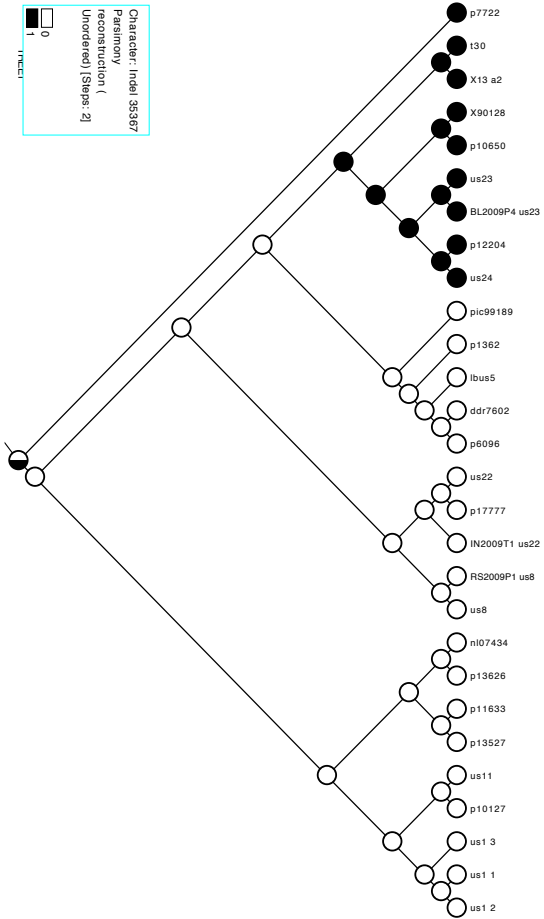 Character: Indel 35367
Parsimony
reconstruction (
Unordered) [Steps: 2]
0
1
p7722
t30
X13 a2
X90128
p10650
us23
BL2009P4 us23
p12204
us24
pic99189
p1362
lbus5
ddr7602
p6096
us22
p17777
IN2009T1 us22
RS2009P1 us8
us8
nl07434
p13626
p11633
p13527
us11
p10127
us1 3
us1 1
us1 2